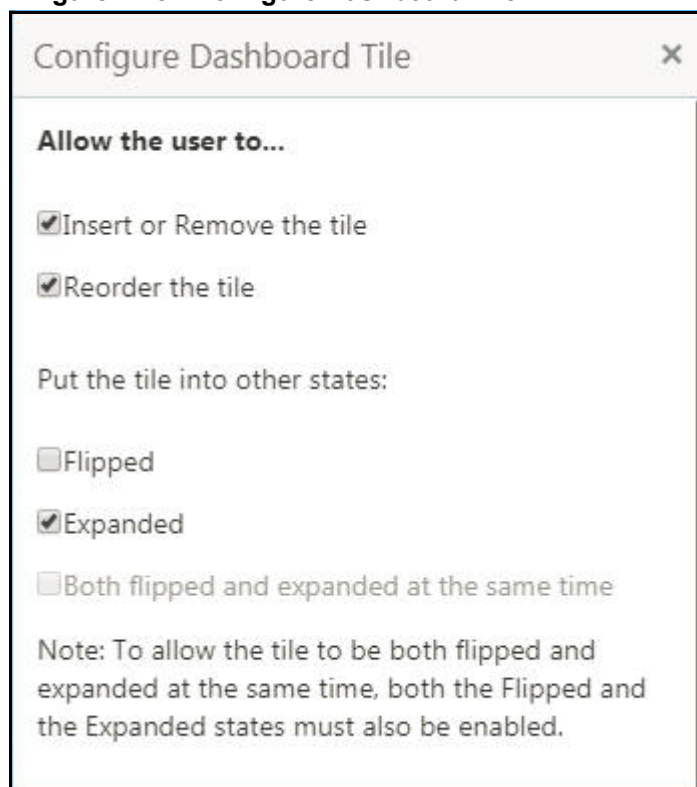 Configure Dashboard Tile
Allow the user to...
Insert or Remove the tile
Reorder the tile
Put the tile into other states:
Flipped
Expanded
Both flipped and expanded at the same time
Note: To allow the tile to be both flipped and
expanded at the same time, both the Flipped and
the Expanded states must also be enabled.